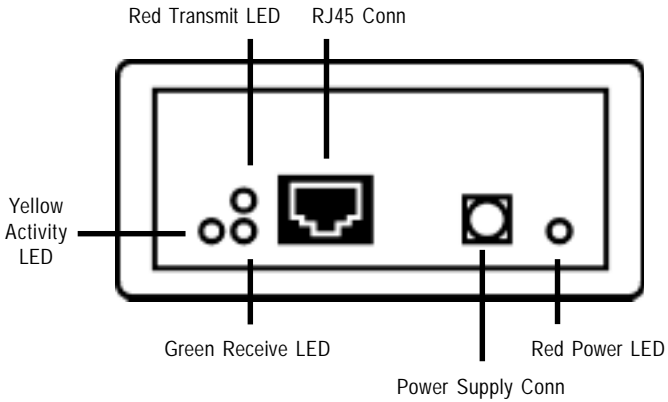 Red Transmit LED
RJ45 Conn
Yellow
Activity
LED
Green Receive LED
Red Power LED
Power Supply Conn